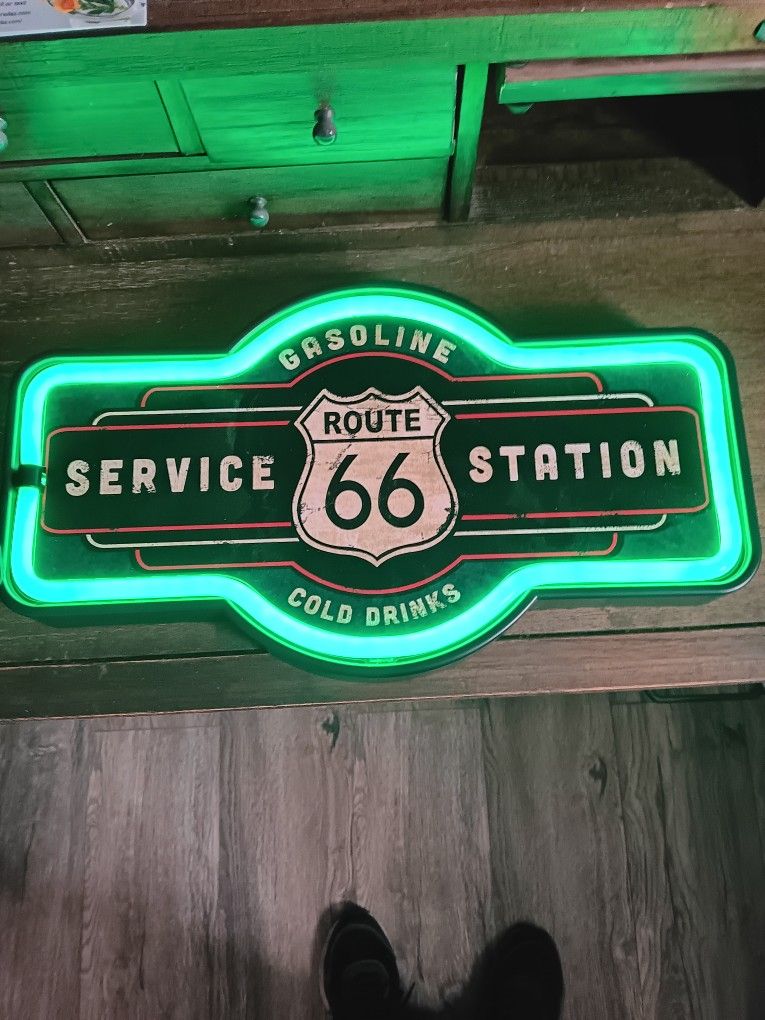 GASOLINE
SERVICE ROUTE 66 STATION
COLD DRINKS